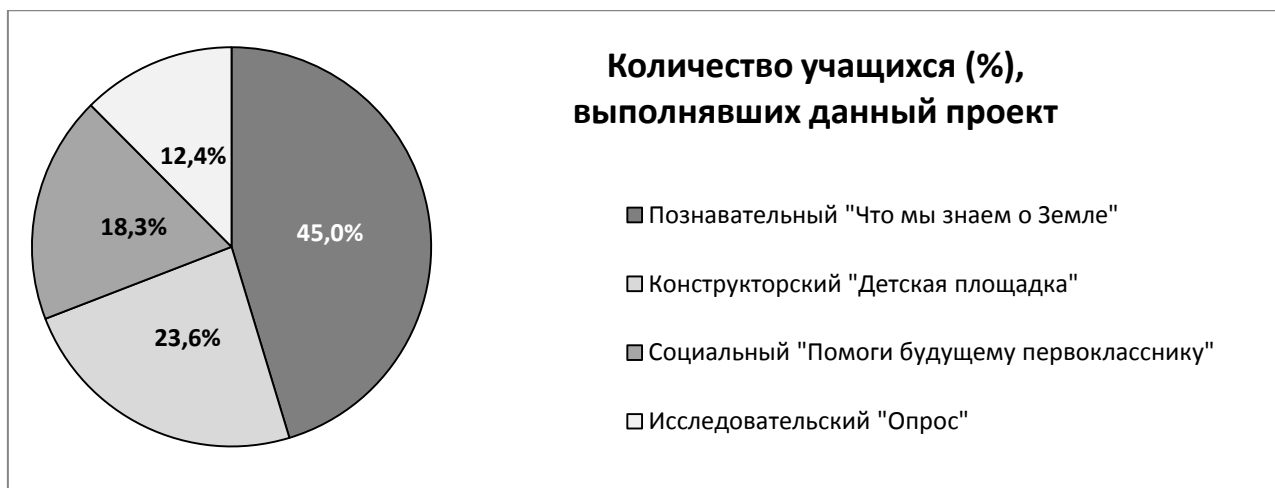 Количество учащихся (%),
выполнявших данный проект
12,4%
18,3%
45,0%
23,6%
Познавательный "Что мы знаем о Земле"
Конструкторский "Детская площадка"
Социальный "Помоги будущему первокласснику"
Исследовательский "Опрос"